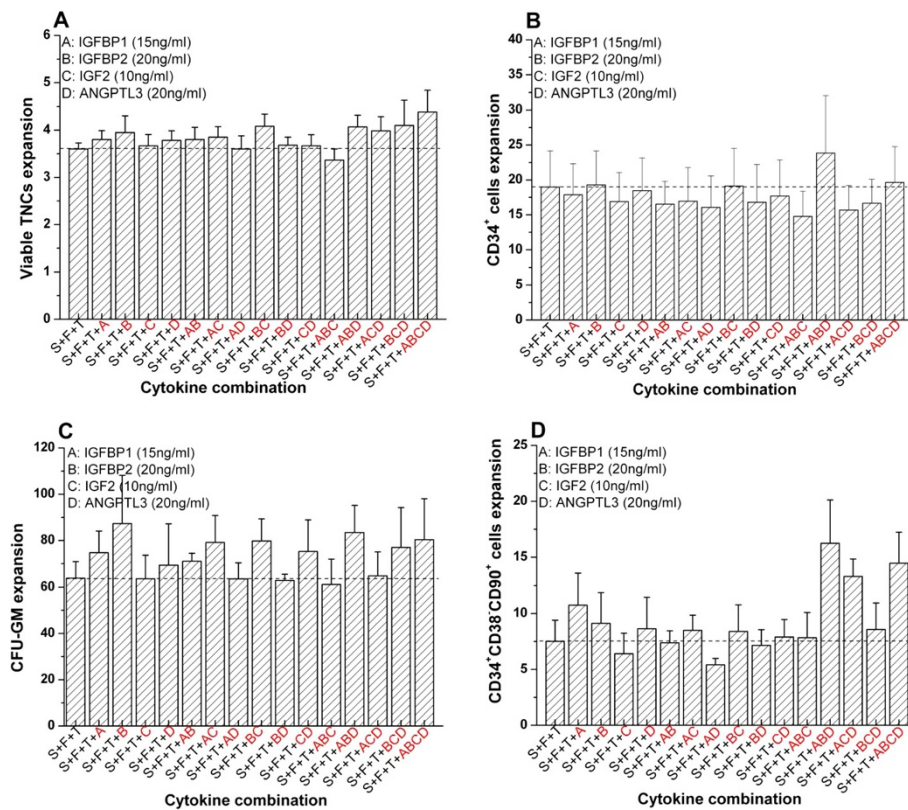 A
A: IGFBP1 (15ng/ml)
B: IGFBP2 (20ng/ml)
C: IGF2 (10ng/ml)
D: ANGPTL3 (20ng/ml)
Viable TNCs expansion
6
4
2
0
S+F+T
S+F+T+A
S+F+T+B
S+F+T+C
S+F+T+D
S+F+T+AB
S+F+T+AC
S+F+T+AD
S+F+T+BC
S+F+T+BD
S+F+T+CD
S+F+T+ABC
S+F+T+ABD
S+F+T+ACD
S+F+T+BCD
S+F+T+ABCD
Cytokine combination
B
A: IGFBP1 (15ng/ml)
B: IGFBP2 (20ng/ml)
C: IGF2 (10ng/ml)
D: ANGPTL3 (20ng/ml)
CD34⁺ cells expansion
40
35
30
25
20
15
10
5
0
S+F+T
S+F+T+A
S+F+T+B
S+F+T+C
S+F+T+D
S+F+T+AB
S+F+T+AC
S+F+T+AD
S+F+T+BC
S+F+T+BD
S+F+T+CD
S+F+T+ABC
S+F+T+ABD
S+F+T+ACD
S+F+T+BCD
S+F+T+ABCD
Cytokine combination
C
A: IGFBP1 (15ng/ml)
B: IGFBP2 (20ng/ml)
C: IGF2 (10ng/ml)
D: ANGPTL3 (20ng/ml)
CFU-GM expansion
120
100
80
60
40
20
0
S+F+T
S+F+T+A
S+F+T+B
S+F+T+C
S+F+T+D
S+F+T+AB
S+F+T+AC
S+F+T+AD
S+F+T+BC
S+F+T+BD
S+F+T+CD
S+F+T+ABC
S+F+T+ABD
S+F+T+ACD
S+F+T+BCD
S+F+T+ABCD
Cytokine combination
D
A: IGFBP1 (15ng/ml)
B: IGFBP2 (20ng/ml)
C: IGF2 (10ng/ml)
D: ANGPTL3 (20ng/ml)
CD34⁺CD38⁻CD90⁺ cells expansion
25
20
15
10
5
0
S+F+T
S+F+T+A
S+F+T+B
S+F+T+C
S+F+T+D
S+F+T+AB
S+F+T+AC
S+F+T+AD
S+F+T+BC
S+F+T+BD
S+F+T+CD
S+F+T+ABC
S+F+T+ABD
S+F+T+ACD
S+F+T+BCD
S+F+T+ABCD
Cytokine combination